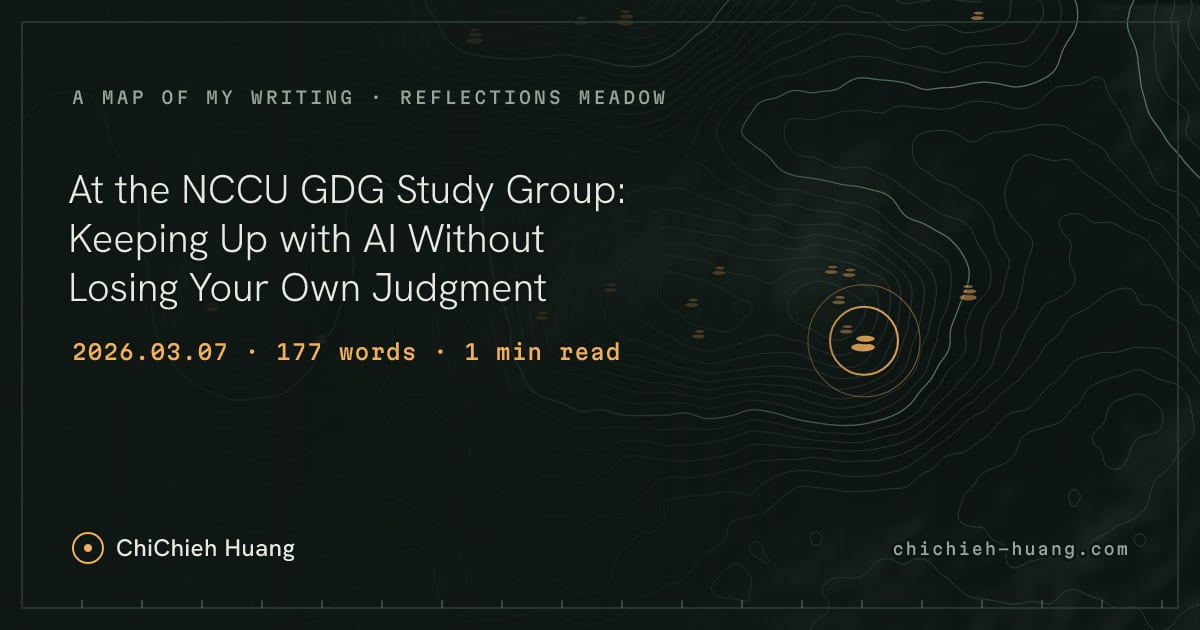 A MAP OF MY WRITING · REFLECTIONS MEADOW
At the NCCU GDG Study Group:
Keeping Up with AI Without
Losing Your Own Judgment
2026.03.07 · 177 words · 1 min read
ChiChieh Huang
chichieh-huang.com